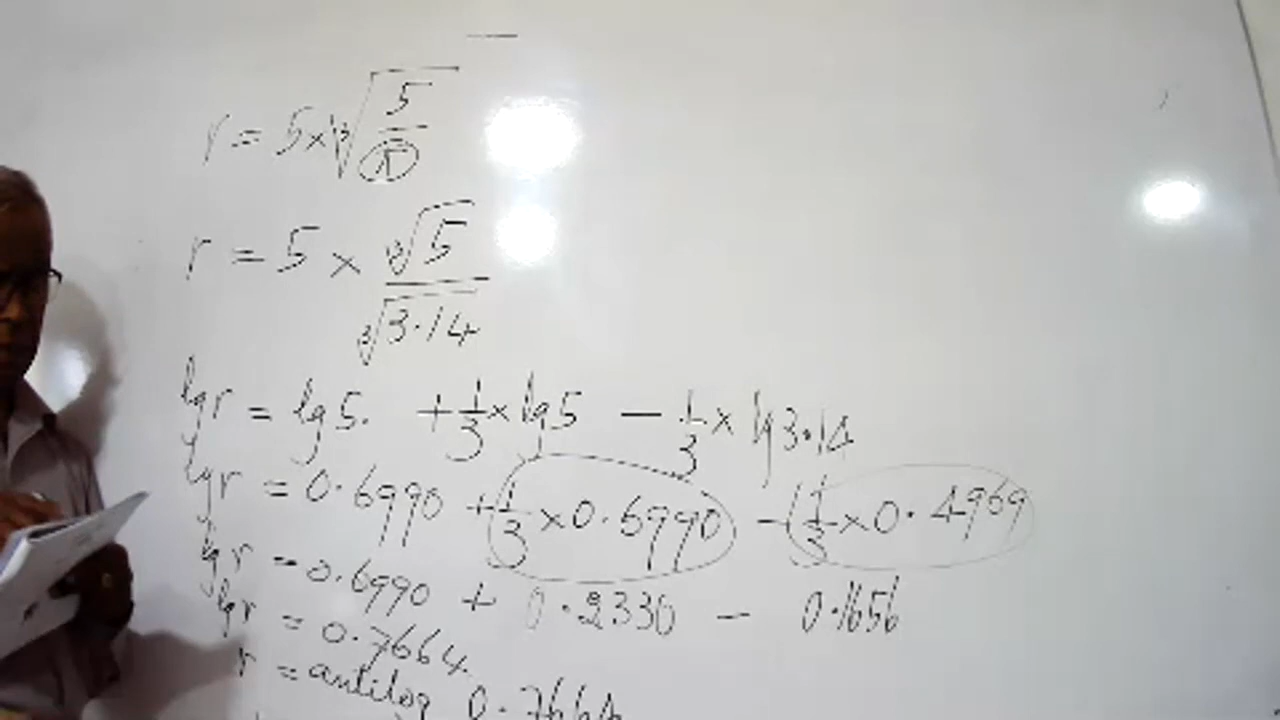 r = 5 × ∛(5/π)
r = 5 × ∛5 / ∛3.14
lg r = lg 5. + 1/3 × lg 5 − 1/3 × lg 3.14
lg r = 0.6990 + 1/3 × 0.6990 − 1/3 × 0.4969
lg r = 0.6990 + 0.2330 − 0.1656
lg r = 0.7664
r = antilog 0.7664